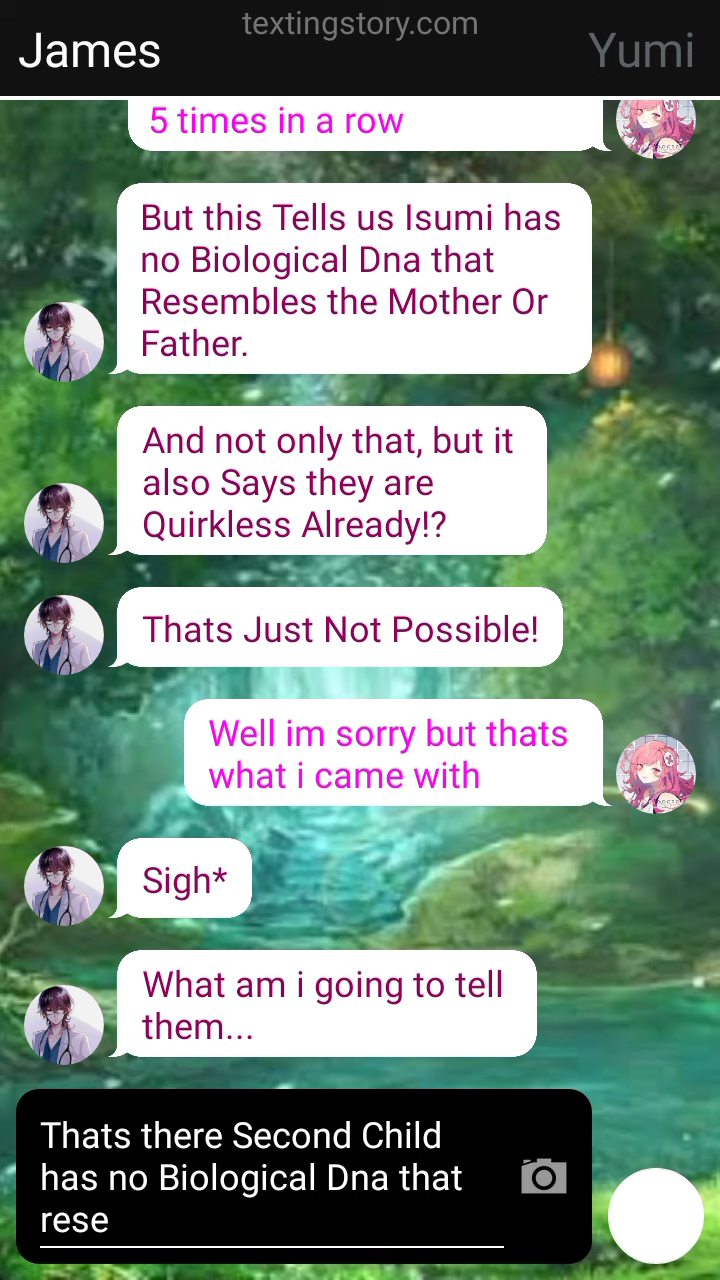 textingstory.com
James
Yumi
5 times in a row
But this Tells us Isumi has
no Biological Dna that
Resembles the Mother Or
Father.
And not only that, but it
also Says they are
Quirkless Already!?
Thats Just Not Possible!
Well im sorry but thats
what i came with
Sigh*
What am i going to tell
them...
Thats there Second Child
has no Biological Dna that
rese